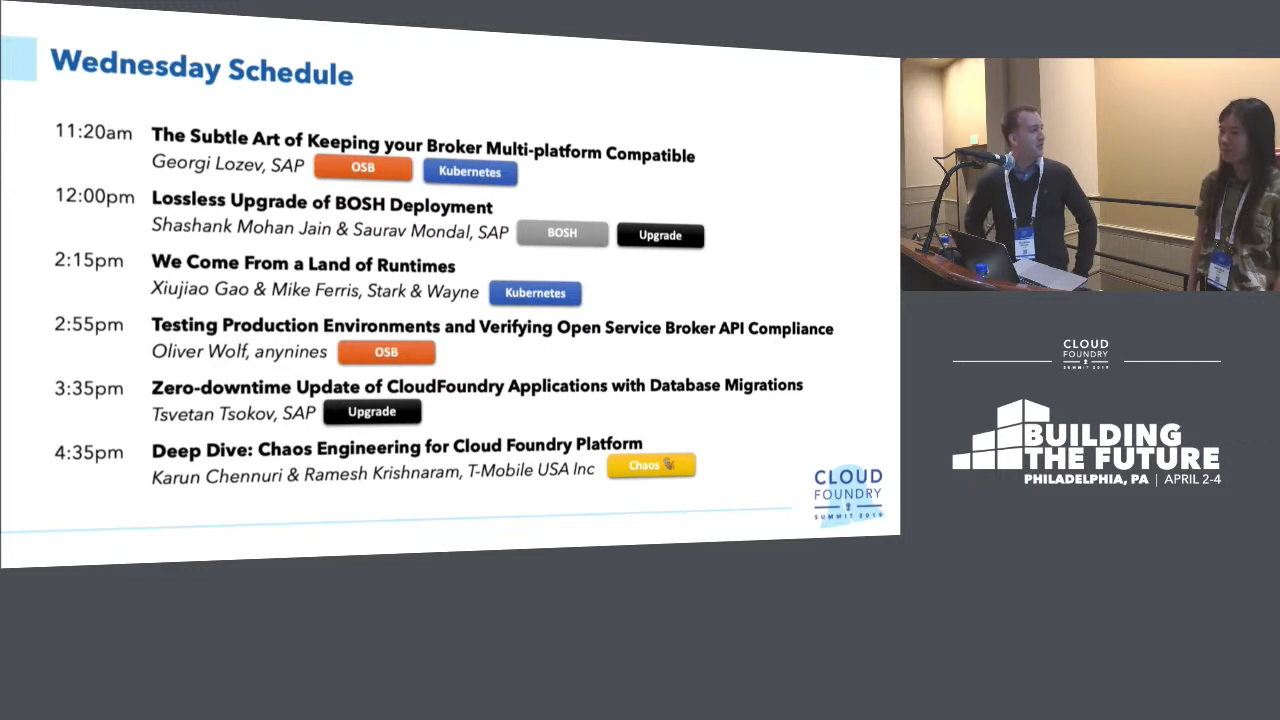 Wednesday Schedule
11:20am
The Subtle Art of Keeping your Broker Multi-platform Compatible
Georgi Lozev, SAP
OSB
Kubernetes
12:00pm
Lossless Upgrade of BOSH Deployment
Shashank Mohan Jain & Saurav Mondal, SAP
BOSH
Upgrade
2:15pm
We Come From a Land of Runtimes
Xiujiao Gao & Mike Ferris, Stark & Wayne
Kubernetes
2:55pm
Testing Production Environments and Verifying Open Service Broker API Compliance
Oliver Wolf, anynines
OSB
3:35pm
Zero-downtime Update of CloudFoundry Applications with Database Migrations
Tsvetan Tsokov, SAP
Upgrade
4:35pm
Deep Dive: Chaos Engineering for Cloud Foundry Platform
Karun Chennuri & Ramesh Krishnaram, T-Mobile USA Inc
Chaos
CLOUD
FOUNDRY
SUMMIT 2019
CLOUD
FOUNDRY
SUMMIT 2019
BUILDING
THE FUTURE
PHILADELPHIA, PA | APRIL 2-4